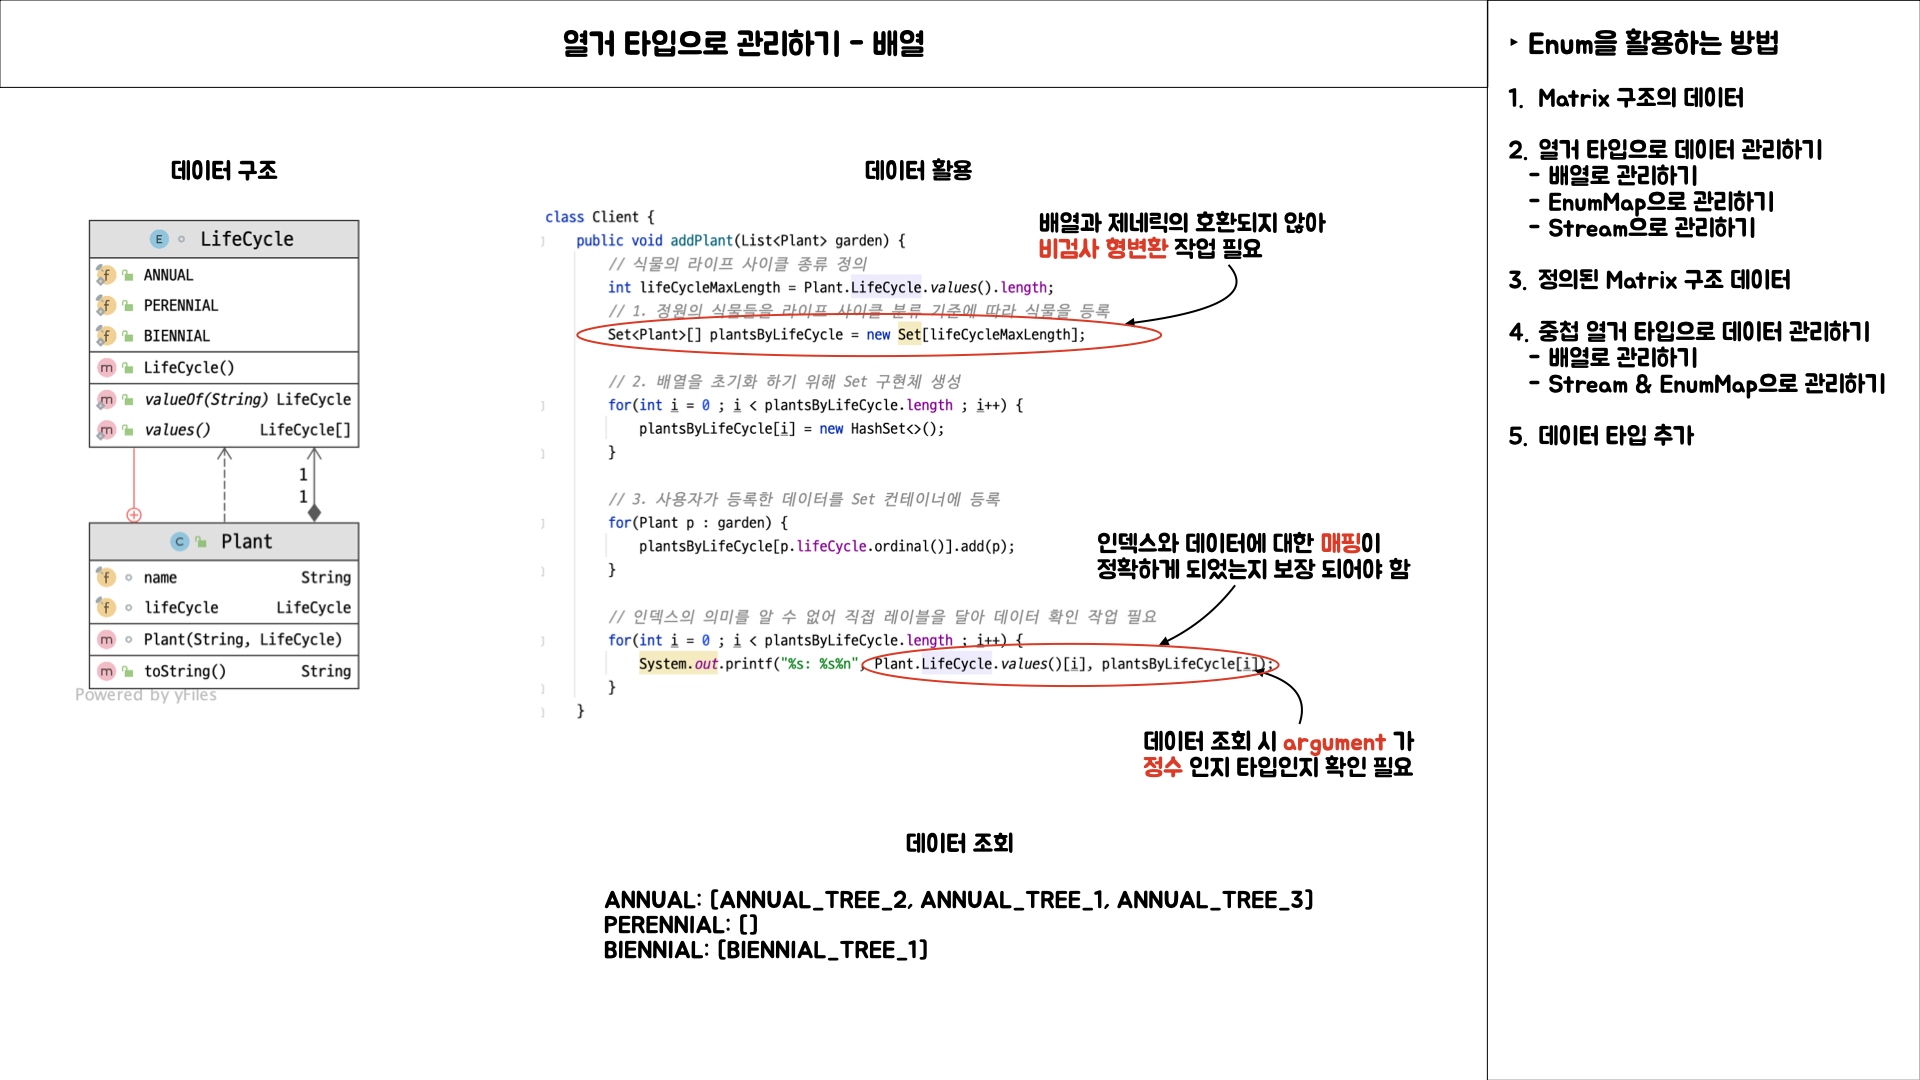 열거 타입으로 관리하기 - 배열
데이터 구조
E LifeCycle
f ANNUAL
f PERENNIAL
f BIENNIAL
m LifeCycle()
m valueOf(String) LifeCycle
m values() LifeCycle[]
1
1
C Plant
f name String
f lifeCycle LifeCycle
m Plant(String, LifeCycle)
m toString() String
Powered by yFiles
데이터 활용
class Client {
public void addPlant(List<Plant> garden) {
// 식물의 라이프 사이클 종류 정의
int lifeCycleMaxLength = Plant.LifeCycle.values().length;
// 1. 정원의 식물들을 라이프 사이클 분류 기준에 따라 식물을 등록
Set<Plant>[] plantsByLifeCycle = new Set[lifeCycleMaxLength];
// 2. 배열을 초기화 하기 위해 Set 구현체 생성
for(int i = 0 ; i < plantsByLifeCycle.length ; i++) {
plantsByLifeCycle[i] = new HashSet<>();
}
// 3. 사용자가 등록한 데이터를 Set 컨테이너에 등록
for(Plant p : garden) {
plantsByLifeCycle[p.lifeCycle.ordinal()].add(p);
}
// 인덱스의 의미를 알 수 없어 직접 레이블을 달아 데이터 확인 작업 필요
for(int i = 0 ; i < plantsByLifeCycle.length ; i++) {
System.out.printf("%s: %s%n", Plant.LifeCycle.values()[i], plantsByLifeCycle[i]);
}
}
배열과 제네릭의 호환되지 않아
비검사 형변환 작업 필요
인덱스와 데이터에 대한 매핑이
정확하게 되었는지 보장 되어야 함
데이터 조회 시 argument 가
정수 인지 타입인지 확인 필요
데이터 조회
ANNUAL: [ANNUAL_TREE_2, ANNUAL_TREE_1, ANNUAL_TREE_3]
PERENNIAL: []
BIENNIAL: [BIENNIAL_TREE_1]
‣ Enum을 활용하는 방법
1. Matrix 구조의 데이터
2. 열거 타입으로 데이터 관리하기
- 배열로 관리하기
- EnumMap으로 관리하기
- Stream으로 관리하기
3. 정의된 Matrix 구조 데이터
4. 중첩 열거 타입으로 데이터 관리하기
- 배열로 관리하기
- Stream & EnumMap으로 관리하기
5. 데이터 타입 추가